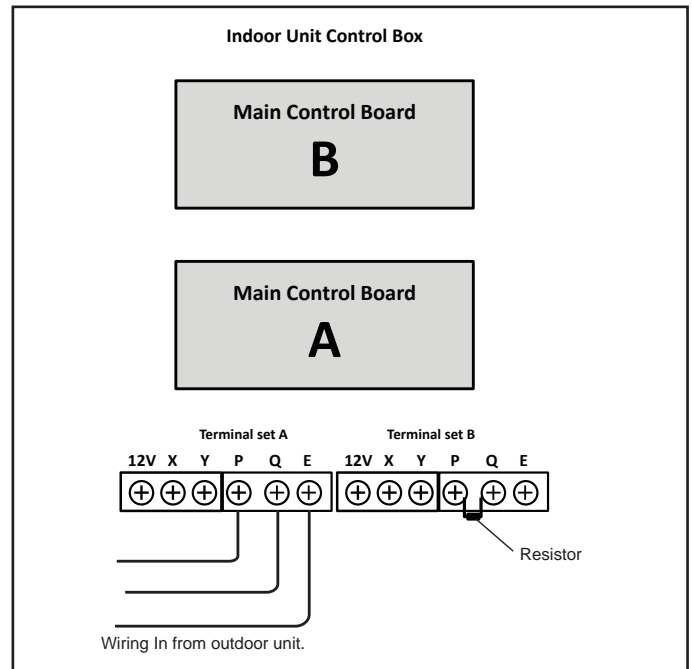 Indoor Unit Control Box
Main Control Board
B
Main Control Board
A
Terminal set A Terminal set B
12V X Y P Q E 12V X Y P Q E
Resistor
Wiring In from outdoor unit.